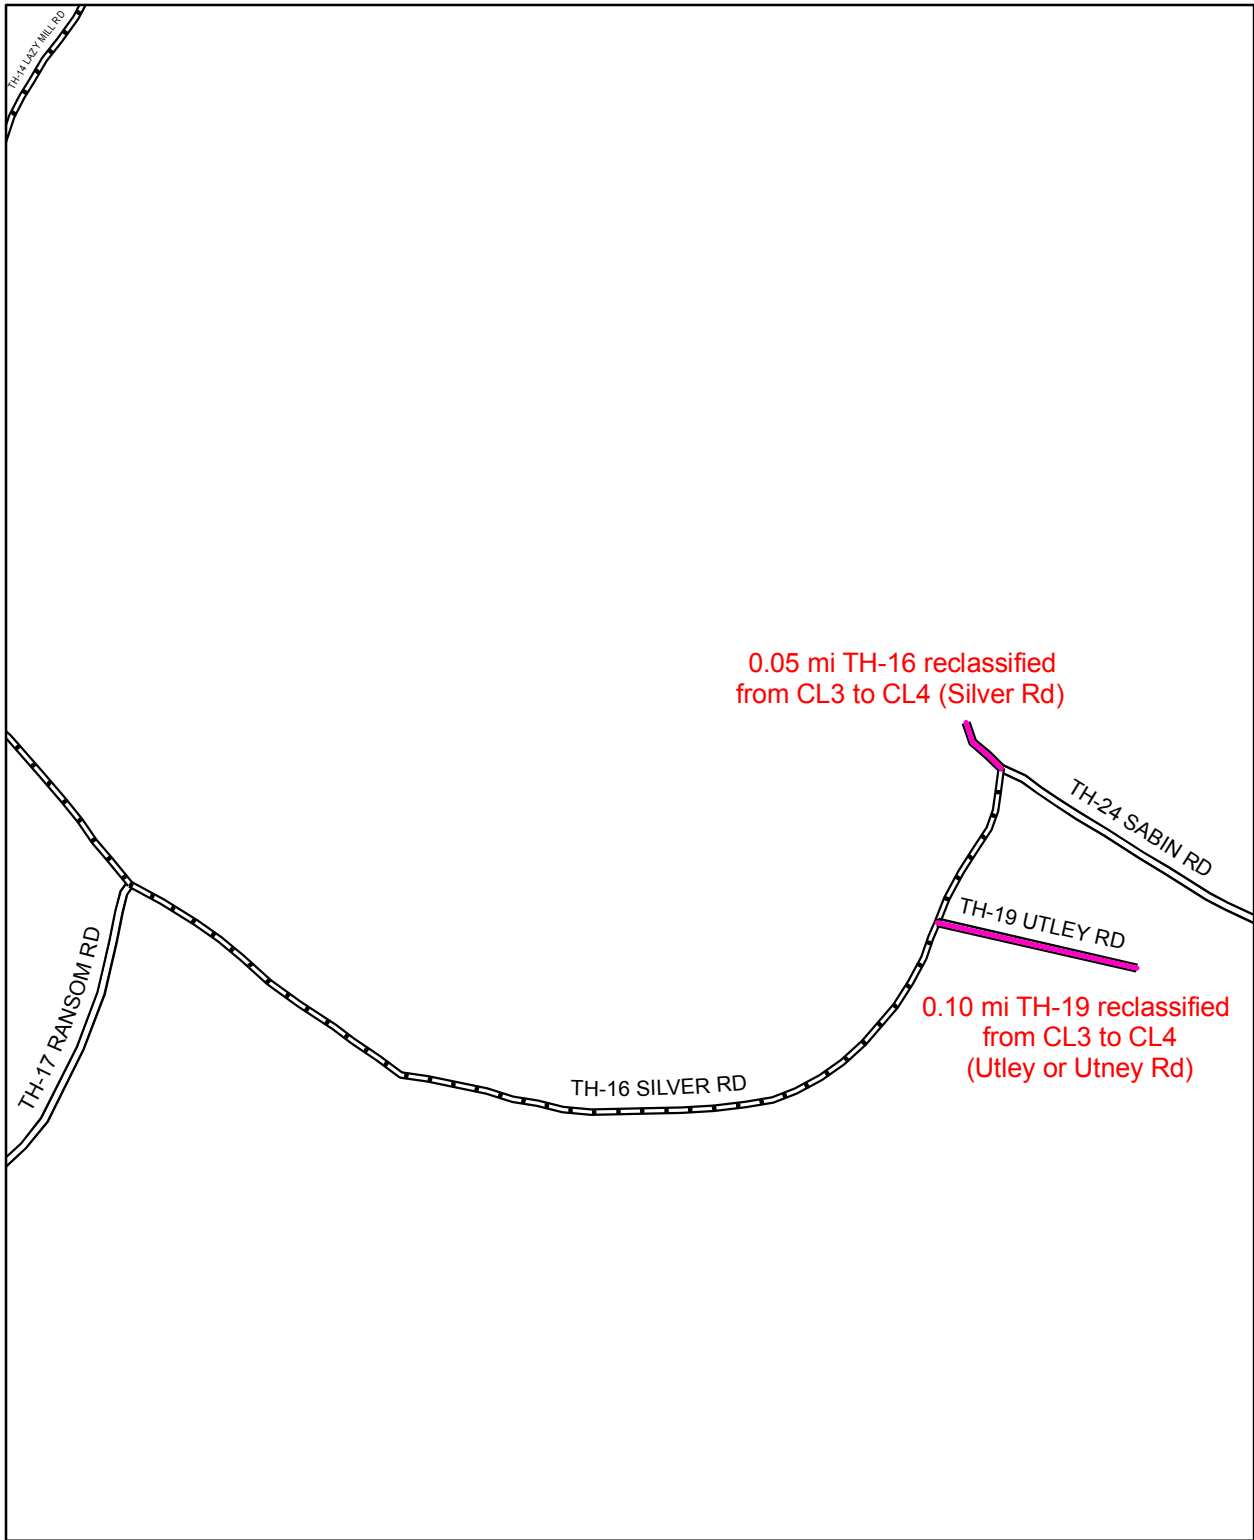 TH-14 LAZY MILL RD
0.05 mi TH-16 reclassified
from CL3 to CL4 (Silver Rd)
TH-24 SABIN RD
TH-19 UTLEY RD
TH-17 RANSOM RD
0.10 mi TH-19 reclassified
from CL3 to CL4
(Utley or Utney Rd)
TH-16 SILVER RD